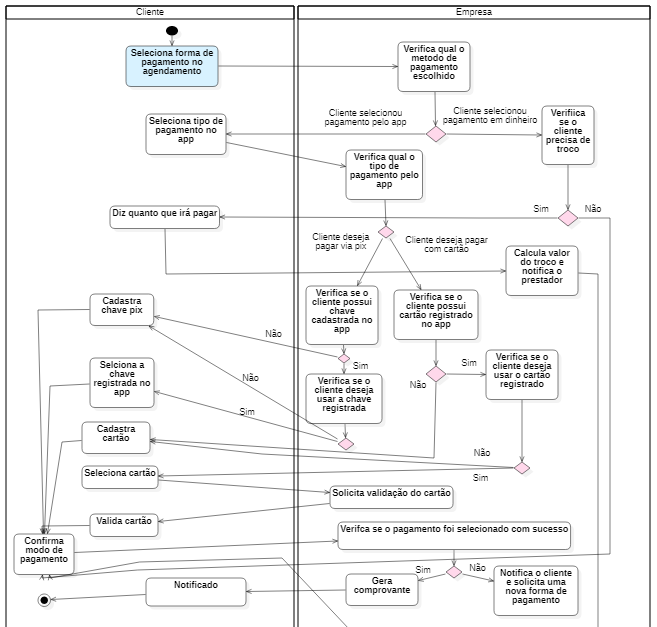 Cliente
Empresa
Seleciona forma de
pagamento no
agendamento
Verifica qual o
metodo de
pagamento
escolhido
Cliente selecionou
pagamento pelo app
Cliente selecionou
pagamento em dinheiro
Verifiica
se o
cliente
precisa de
troco
Seleciona tipo de
pagamento no
app
Verifica qual o
tipo de
pagamento pelo
app
Diz quanto que irá pagar
Sim
Não
Cliente deseja
pagar via pix
Cliente deseja pagar
com cartão
Calcula valor
do troco e
notifica o
prestador
Cadastra
chave pix
Verifica se o
cliente possui
chave
cadastrada no
app
Verifica se o
cliente possui
cartão registrado
no app
Não
Sim
Sim
Não
Verifica se o
cliente deseja
usar o cartão
registrado
Selciona a
chave
registrada no
app
Não
Sim
Verifica se o
cliente deseja
usar a chave
registrada
Cadastra
cartão
Não
Sim
Seleciona cartão
Solicita validação do cartão
Valida cartão
Confirma
modo de
pagamento
Verifca se o pagamento foi selecionado com sucesso
Sim
Não
Notificado
Gera
comprovante
Notifica o cliente
e solicita uma
nova forma de
pagamento